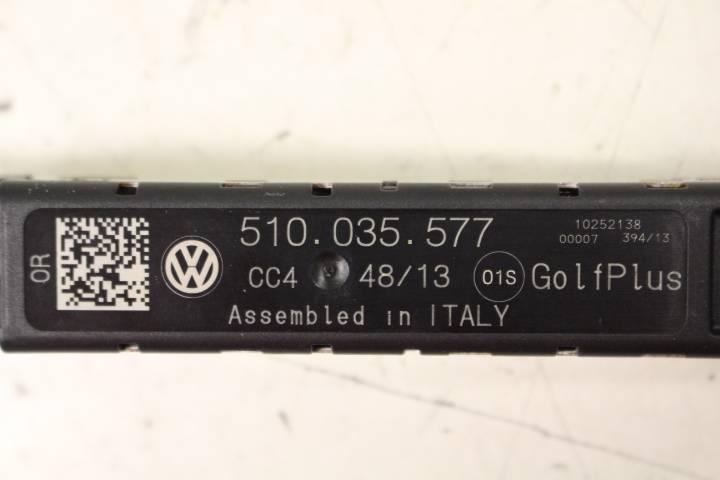 OR
510.035.577
10252138
00007 394/13
CC4 48/13 01S GolfPlus
Assembled in ITALY